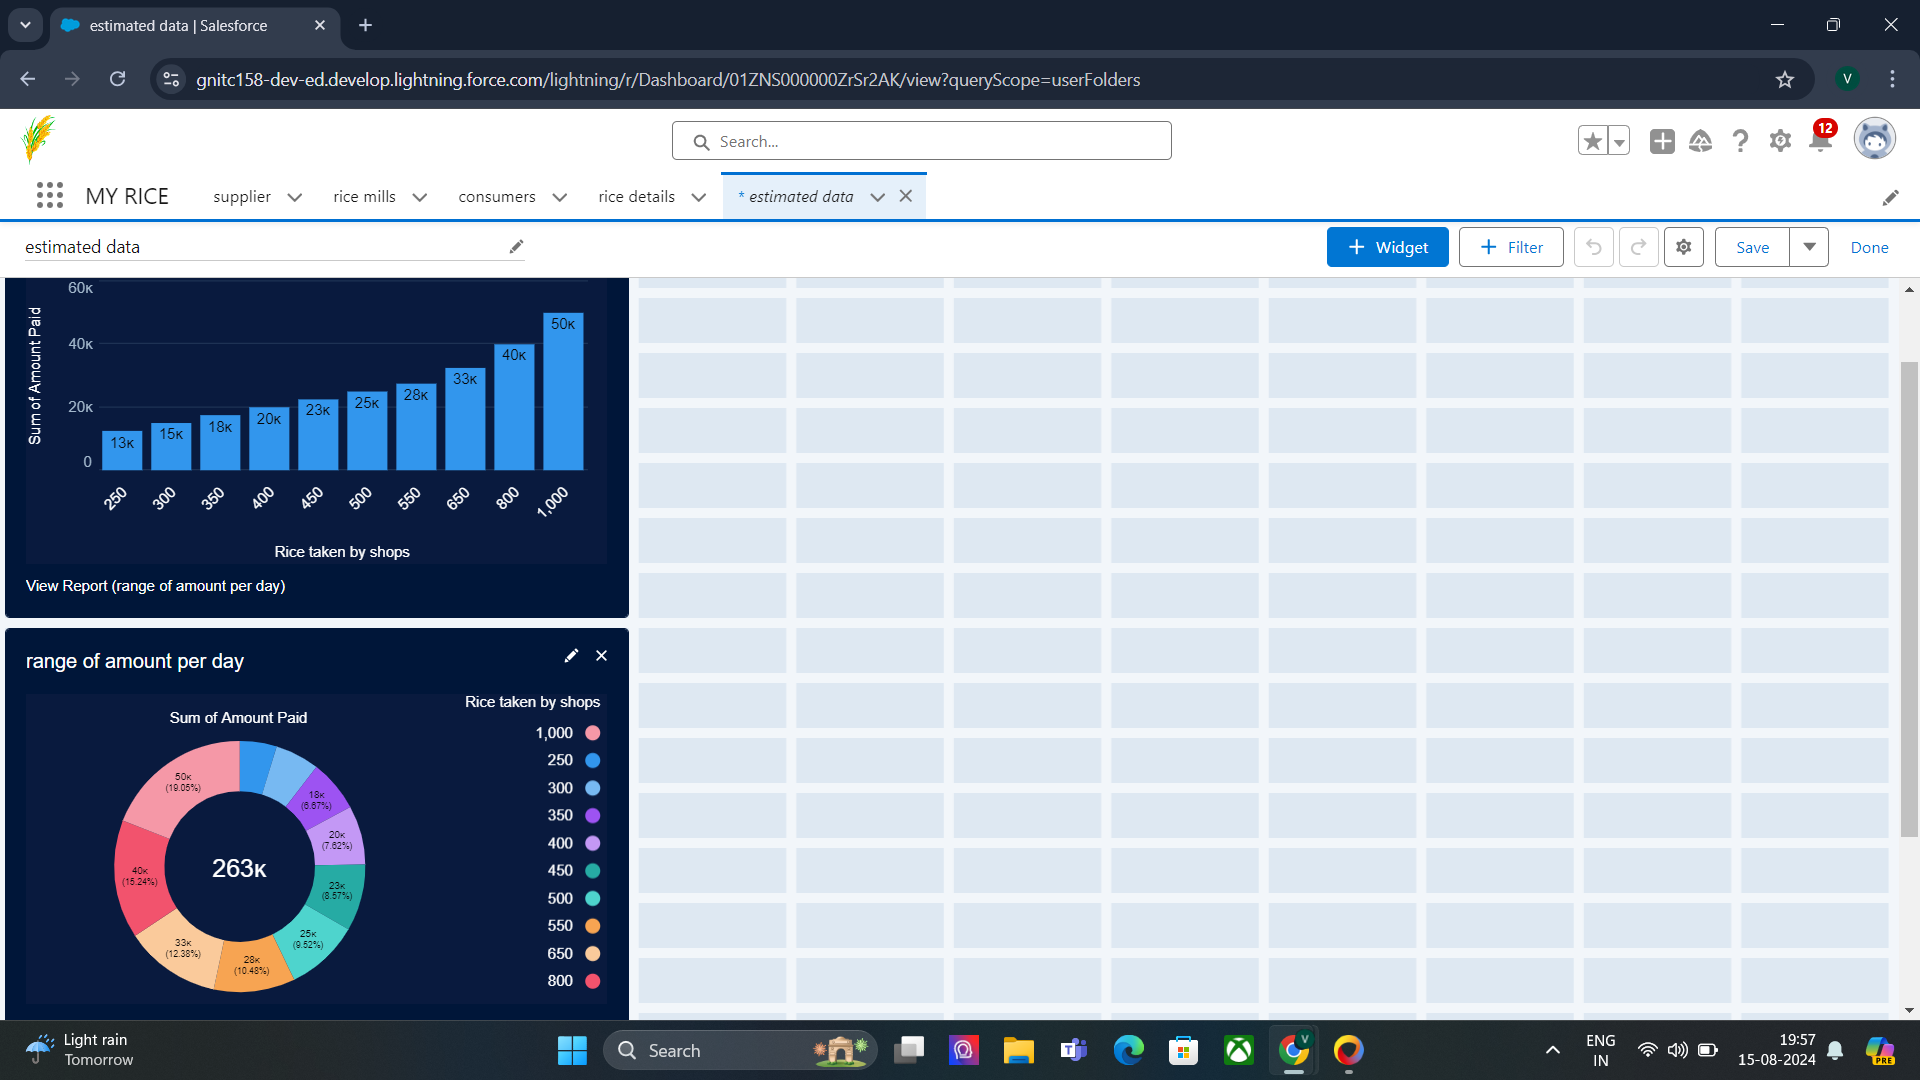 estimated data | Salesforce
gnitc158-dev-ed.develop.lightning.force.com/lightning/r/Dashboard/01ZNS000000ZrSr2AK/view?queryScope=userFolders
V
Search...
12
MY RICE
supplier
rice mills
consumers
rice details
* estimated data
estimated data
Widget
Filter
Save
Done
Sum of Amount Paid
60K
40K
20K
0
13K
15K
18K
20K
23K
25K
28K
33K
40K
50K
250
300
350
400
450
500
550
650
800
1,000
Rice taken by shops
View Report (range of amount per day)
range of amount per day
Sum of Amount Paid
50K
(19.05%)
18K
(6.67%)
20K
(7.62%)
23K
(8.57%)
25K
(9.52%)
28K
(10.48%)
33K
(12.38%)
40K
(15.24%)
263K
Rice taken by shops
1,000
250
300
350
400
450
500
550
650
800
Light rain
Tomorrow
Search
V
ENG
IN
19:57
15-08-2024
PRE